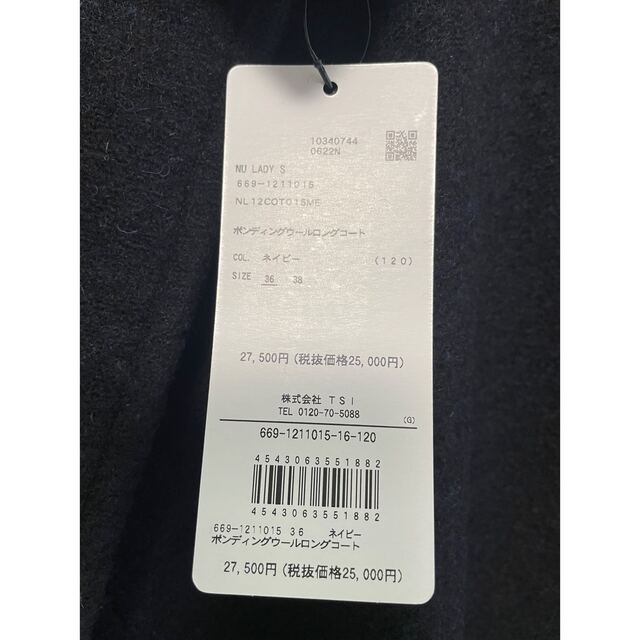 10340744
0622N
NU LADY S
669-1211015
NL12COT015ME
ボンディングウールロングコート
COL. ネイビー (120)
SIZE 36 38
27,500円(税抜価格25,000円)
株式会社 TSI
TEL 0120-70-5088
(G)
669-1211015-16-120
4543063551882
4543063551882
669-1211015 36 ネイビー
ボンディングウールロングコート
27,500円(税抜価格25,000円)